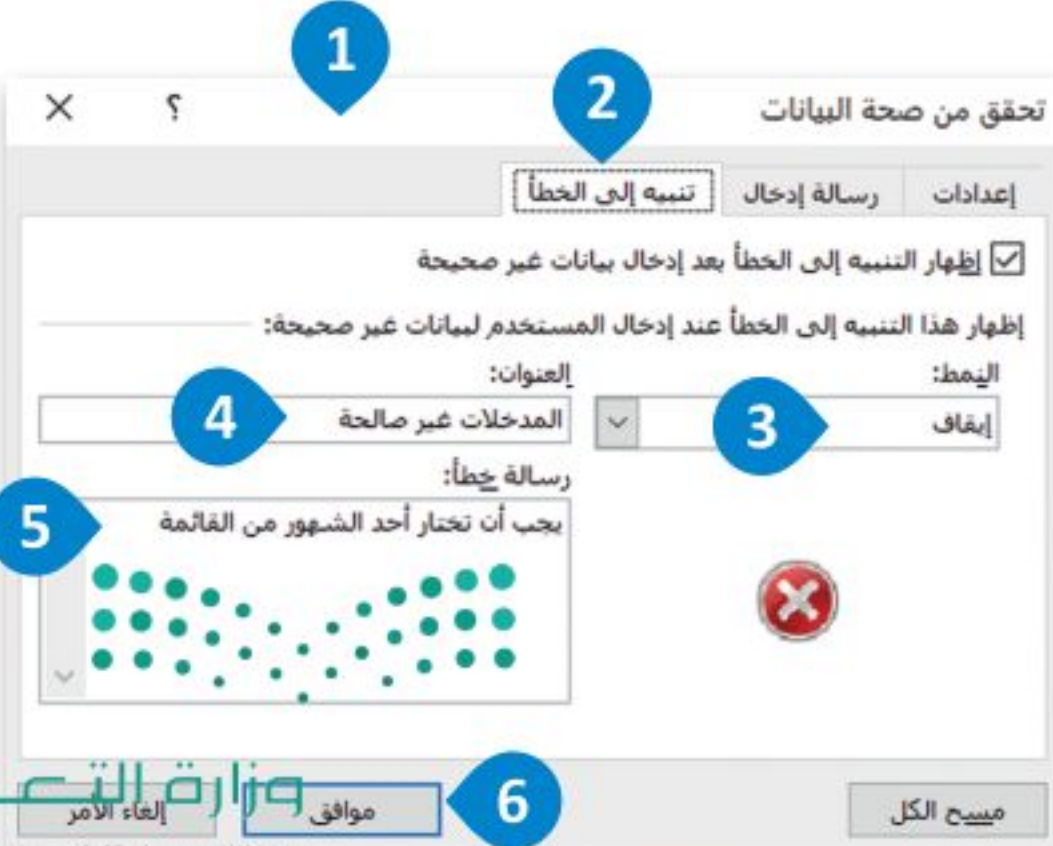 1
2
تحقق من صحة البيانات
؟
إعدادات
رسالة إدخال
تنبيه إلى الخطأ
إظهار التنبيه إلى الخطأ بعد إدخال بيانات غير صحيحة
إظهار هذا التنبيه إلى الخطأ عند إدخال المستخدم لبيانات غير صحيحة:
النمط:
العنوان:
إيقاف
3
المدخلات غير صالحة
4
رسالة خطأ:
يجب أن تختار أحد الشهور من القائمة
5
مسح الكل
6
موافق
إلغاء الأمر
وزارة التعـ